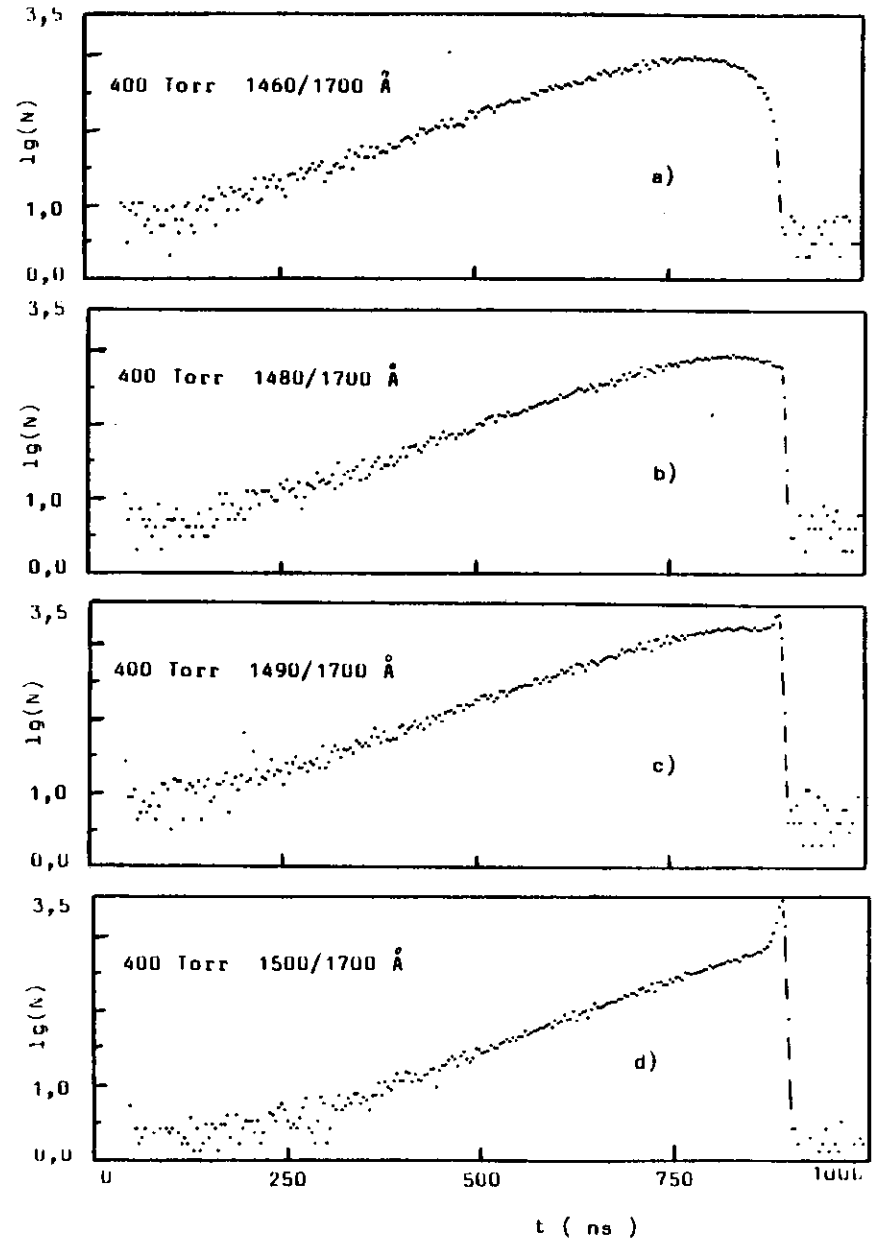 3,5
400 Torr 1460/1700 Å
lg(N)
a)
1,0
0,0
3,5
400 Torr 1480/1700 Å
lg(N)
b)
1,0
0,0
3,5
400 Torr 1490/1700 Å
lg(N)
c)
1,0
0,0
3,5
400 Torr 1500/1700 Å
lg(N)
d)
1,0
0,0
0 250 500 750 1000
t ( ns )